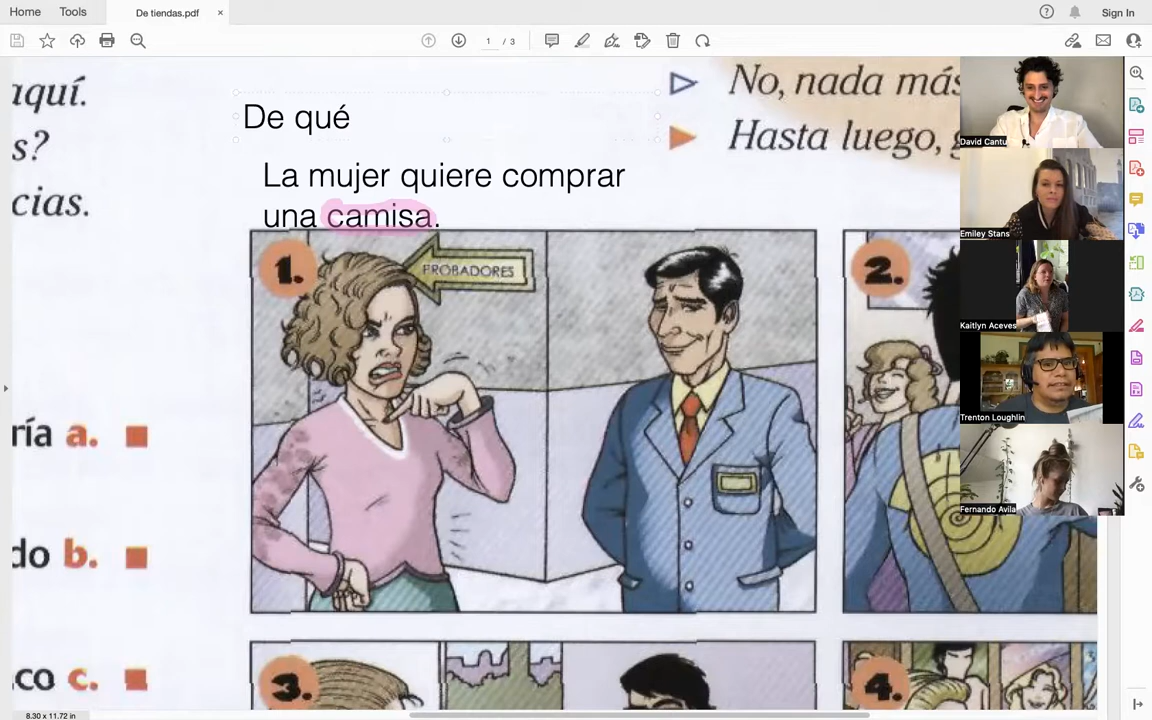 Home
Tools
De tiendas.pdf
×
Sign In
1 / 3
aquí.
s?
cias.
De qué
La mujer quiere comprar
una camisa.
No, nada más
Hasta luego, g
1.
PROBADORES
2.
David Cantu
Emiley Stans
Kaitlyn Aceves
Trenton Loughlin
Fernando Avila
ría a.
do b.
co c.
3.
4.
8.30 x 11.72 in